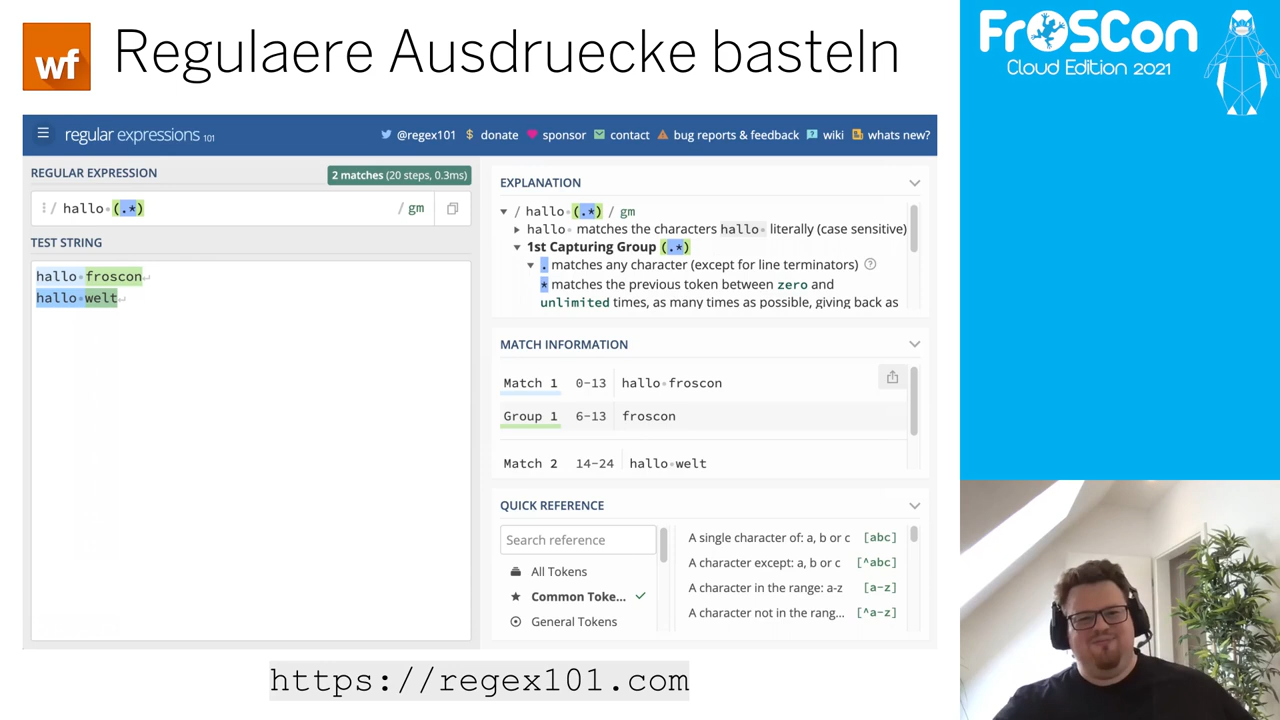 wf
Regulaere Ausdruecke basteln
FrOSCon
Cloud Edition 2021
regular expressions 101
@regex101 $ donate sponsor contact bug reports & feedback wiki whats new?
REGULAR EXPRESSION
2 matches (20 steps, 0.3ms)
/ hallo·(.*) / gm
TEST STRING
hallo·froscon
hallo·welt
EXPLANATION
/ hallo·(.*) / gm
hallo· matches the characters hallo· literally (case sensitive)
1st Capturing Group (.*)
. matches any character (except for line terminators)
* matches the previous token between zero and
unlimited times, as many times as possible, giving back as
MATCH INFORMATION
Match 1 0-13 hallo·froscon
Group 1 6-13 froscon
Match 2 14-24 hallo·welt
QUICK REFERENCE
Search reference
All Tokens
Common Toke...
General Tokens
A single character of: a, b or c [abc]
A character except: a, b or c [^abc]
A character in the range: a-z [a-z]
A character not in the rang... [^a-z]
https://regex101.com